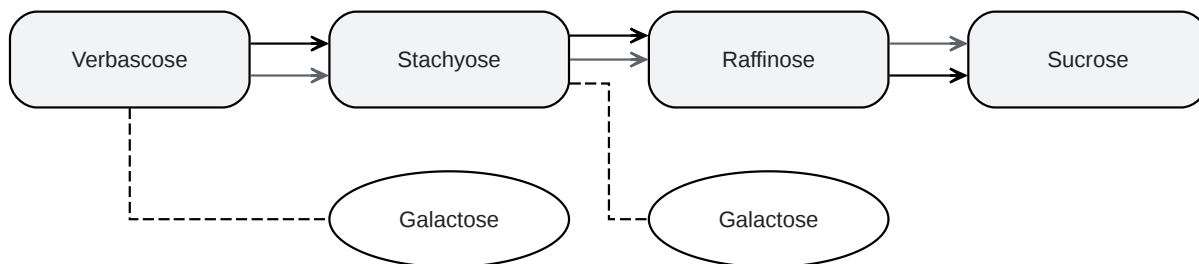 Verbascose
Stachyose
Raffinose
Sucrose
Galactose
Galactose